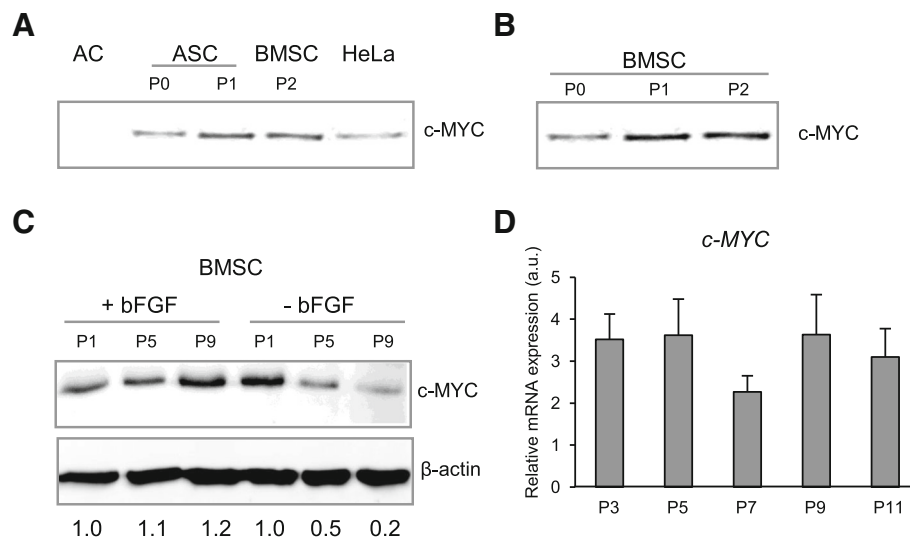 A
AC ASC BMSC HeLa
P0 P1 P2
c-MYC
B
BMSC
P0 P1 P2
c-MYC
C
BMSC
+ bFGF - bFGF
P1 P5 P9 P1 P5 P9
c-MYC
β-actin
1.0 1.1 1.2 1.0 0.5 0.2
D
c-MYC
Relative mRNA expression (a.u.)
5
4
3
2
1
0
P3 P5 P7 P9 P11